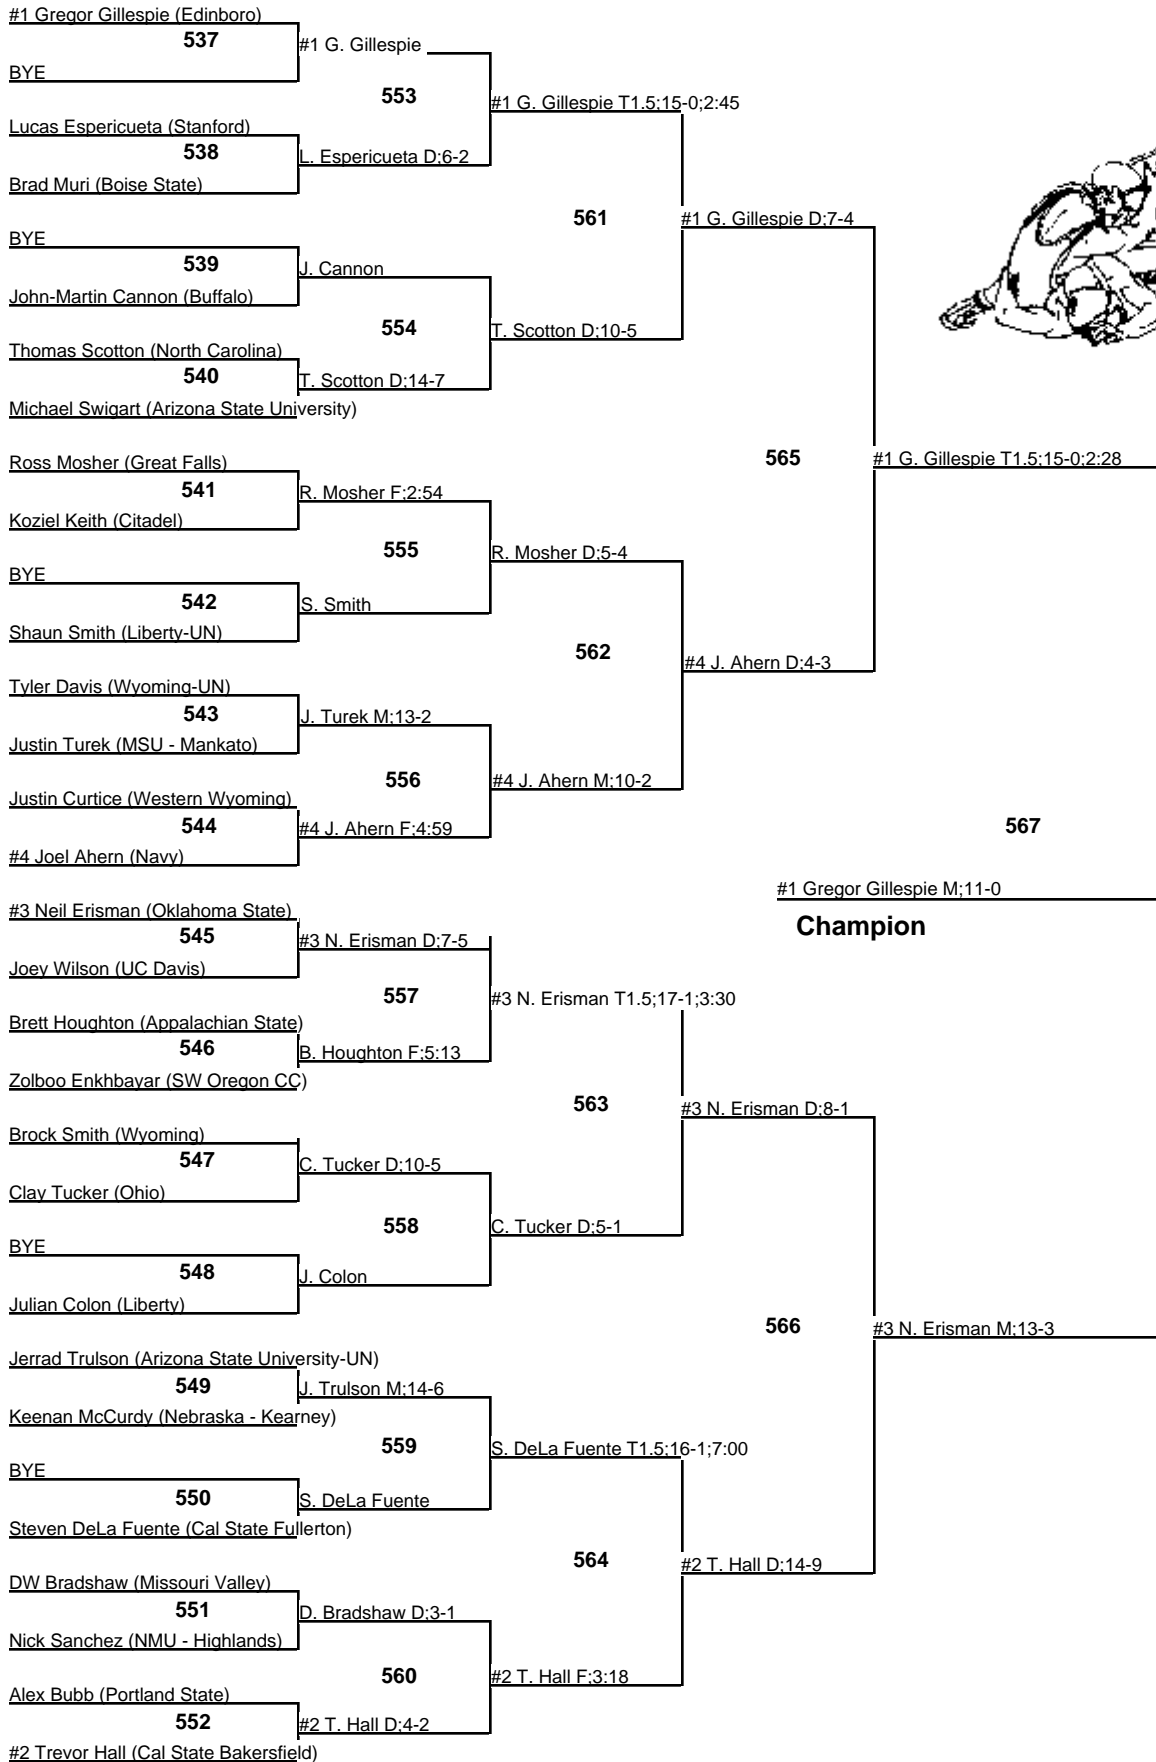 #1 Gregor Gillespie (Edinboro)
537
#1 G. Gillespie
BYE
553
#1 G. Gillespie T1.5;15-0;2:45
Lucas Espericueta (Stanford)
538
L. Espericueta D;6-2
Brad Muri (Boise State)
561
#1 G. Gillespie D;7-4
BYE
539
J. Cannon
John-Martin Cannon (Buffalo)
554
T. Scotton D;10-5
Thomas Scotton (North Carolina)
540
T. Scotton D;14-7
Michael Swigart (Arizona State University)
565
#1 G. Gillespie T1.5;15-0;2:28
Ross Mosher (Great Falls)
541
R. Mosher F;2:54
Koziel Keith (Citadel)
555
R. Mosher D;5-4
BYE
542
S. Smith
Shaun Smith (Liberty-UN)
562
#4 J. Ahern D;4-3
Tyler Davis (Wyoming-UN)
543
J. Turek M;13-2
Justin Turek (MSU - Mankato)
556
#4 J. Ahern M;10-2
Justin Curtice (Western Wyoming)
544
#4 J. Ahern F;4:59
#4 Joel Ahern (Navy)
567
#1 Gregor Gillespie M;11-0
Champion
#3 Neil Erisman (Oklahoma State)
545
#3 N. Erisman D;7-5
Joey Wilson (UC Davis)
557
#3 N. Erisman T1.5;17-1;3:30
Brett Houghton (Appalachian State)
546
B. Houghton F;5:13
Zolboo Enkhbayar (SW Oregon CC)
563
#3 N. Erisman D;8-1
Brock Smith (Wyoming)
547
C. Tucker D;10-5
Clay Tucker (Ohio)
558
C. Tucker D;5-1
BYE
548
J. Colon
Julian Colon (Liberty)
566
#3 N. Erisman M;13-3
Jerrad Trulson (Arizona State University-UN)
549
J. Trulson M;14-6
Keenan McCurdy (Nebraska - Kearney)
559
S. DeLa Fuente T1.5;16-1;7:00
BYE
550
S. DeLa Fuente
Steven DeLa Fuente (Cal State Fullerton)
564
#2 T. Hall D;14-9
DW Bradshaw (Missouri Valley)
551
D. Bradshaw D;3-1
Nick Sanchez (NMU - Highlands)
560
#2 T. Hall F;3:18
Alex Bubb (Portland State)
552
#2 T. Hall D;4-2
#2 Trevor Hall (Cal State Bakersfield)